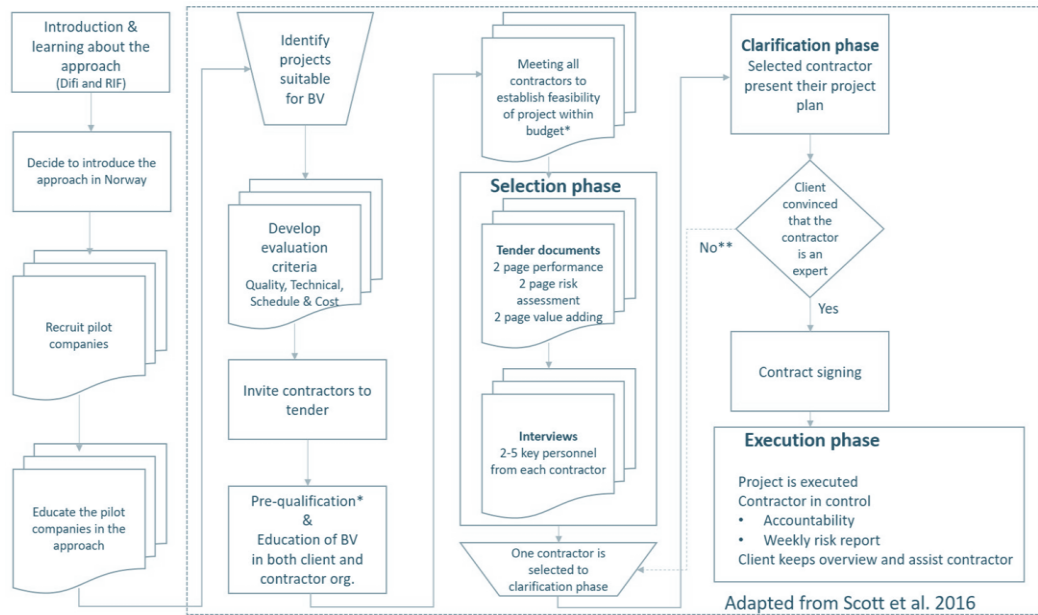 Introduction &
learning about the
approach
(Difi and RIF)
Decide to introduce the
approach in Norway
Recruit pilot
companies
Educate the pilot
companies in the
approach
Identify
projects
suitable
for BV
Develop
evaluation
criteria
Quality, Technical,
Schedule & Cost
Invite contractors to
tender
Pre-qualification*
&
Education of BV
in both client and
contractor org.
Meeting all
contractors to
establish feasibility
of project within
budget*
Selection phase
Tender documents
2 page performance
2 page risk
assessment
2 page value adding
Interviews
2-5 key personnel
from each contractor
One contractor is
selected to
clarification phase
Clarification phase
Selected contractor
present their project
plan
Client
convinced
that the
contractor
is an
expert
No**
Yes
Contract signing
Execution phase
Project is executed
Contractor in control
• Accountability
• Weekly risk report
Client keeps overview and assist contractor
Adapted from Scott et al. 2016